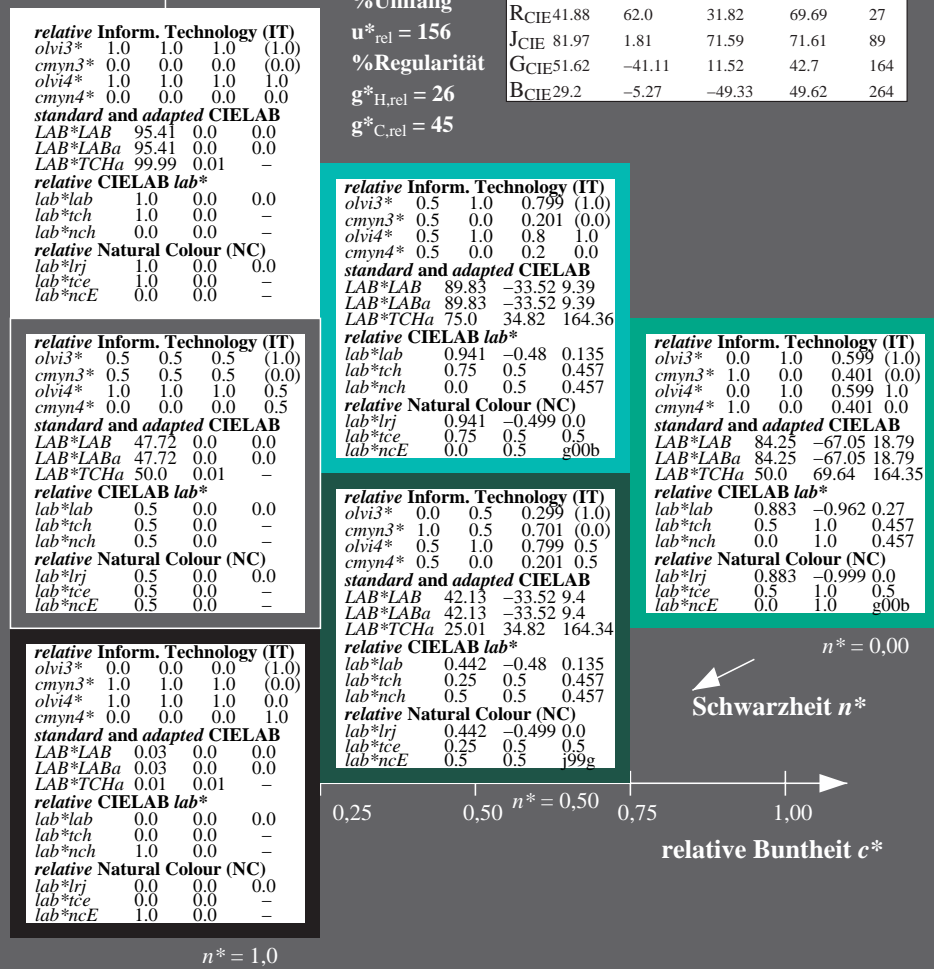 %Umfang
u*rel = 156
%Regularität
g*H,rel = 26
g*C,rel = 45
RCIE 41.88 62.0 31.82 69.69 27
JCIE 81.97 1.81 71.59 71.61 89
GCIE 51.62 −41.11 11.52 42.7 164
BCIE 29.2 −5.27 −49.33 49.62 264
relative Inform. Technology (IT)
olvi3* 1.0 1.0 1.0 (1.0)
cmyn3* 0.0 0.0 0.0 (0.0)
olvi4* 1.0 1.0 1.0 1.0
cmyn4* 0.0 0.0 0.0 0.0
standard and adapted CIELAB
LAB*LAB 95.41 0.0 0.0
LAB*LABa 95.41 0.0 0.0
LAB*TCHa 99.99 0.01 –
relative CIELAB lab*
lab*lab 1.0 0.0 0.0
lab*tch 1.0 0.0 –
lab*nch 0.0 0.0 –
relative Natural Colour (NC)
lab*lrj 1.0 0.0 0.0
lab*tce 1.0 0.0 –
lab*ncE 0.0 0.0 –
relative Inform. Technology (IT)
olvi3* 0.5 1.0 0.799 (1.0)
cmyn3* 0.5 0.0 0.201 (0.0)
olvi4* 0.5 1.0 0.8 1.0
cmyn4* 0.5 0.0 0.2 0.0
standard and adapted CIELAB
LAB*LAB 89.83 −33.52 9.39
LAB*LABa 89.83 −33.52 9.39
LAB*TCHa 75.0 34.82 164.36
relative CIELAB lab*
lab*lab 0.941 −0.48 0.135
lab*tch 0.75 0.5 0.457
lab*nch 0.0 0.5 0.457
relative Natural Colour (NC)
lab*lrj 0.941 −0.499 0.0
lab*tce 0.75 0.5 0.5
lab*ncE 0.0 0.5 g00b
relative Inform. Technology (IT)
olvi3* 0.5 0.5 0.5 (1.0)
cmyn3* 0.5 0.5 0.5 (0.0)
olvi4* 1.0 1.0 1.0 0.5
cmyn4* 0.0 0.0 0.0 0.5
standard and adapted CIELAB
LAB*LAB 47.72 0.0 0.0
LAB*LABa 47.72 0.0 0.0
LAB*TCHa 50.0 0.01 –
relative CIELAB lab*
lab*lab 0.5 0.0 0.0
lab*tch 0.5 0.0 –
lab*nch 0.5 0.0 –
relative Natural Colour (NC)
lab*lrj 0.5 0.0 0.0
lab*tce 0.5 0.0 –
lab*ncE 0.5 0.0 –
relative Inform. Technology (IT)
olvi3* 0.0 1.0 0.599 (1.0)
cmyn3* 1.0 0.0 0.401 (0.0)
olvi4* 0.0 1.0 0.599 1.0
cmyn4* 1.0 0.0 0.401 0.0
standard and adapted CIELAB
LAB*LAB 84.25 −67.05 18.79
LAB*LABa 84.25 −67.05 18.79
LAB*TCHa 50.0 69.64 164.35
relative CIELAB lab*
lab*lab 0.883 −0.962 0.27
lab*tch 0.5 1.0 0.457
lab*nch 0.0 1.0 0.457
relative Natural Colour (NC)
lab*lrj 0.883 −0.999 0.0
lab*tce 0.5 1.0 0.5
lab*ncE 0.0 1.0 g00b
relative Inform. Technology (IT)
olvi3* 0.0 0.5 0.299 (1.0)
cmyn3* 1.0 0.5 0.701 (0.0)
olvi4* 0.5 1.0 0.799 0.5
cmyn4* 0.5 0.0 0.201 0.5
standard and adapted CIELAB
LAB*LAB 42.13 −33.52 9.4
LAB*LABa 42.13 −33.52 9.4
LAB*TCHa 25.01 34.82 164.34
relative CIELAB lab*
lab*lab 0.442 −0.48 0.135
lab*tch 0.25 0.5 0.457
lab*nch 0.5 0.5 0.457
relative Natural Colour (NC)
lab*lrj 0.442 −0.499 0.0
lab*tce 0.25 0.5 0.5
lab*ncE 0.5 0.5 j99g
relative Inform. Technology (IT)
olvi3* 0.0 0.0 0.0 (1.0)
cmyn3* 1.0 1.0 1.0 (0.0)
olvi4* 1.0 1.0 1.0 0.0
cmyn4* 0.0 0.0 0.0 1.0
standard and adapted CIELAB
LAB*LAB 0.03 0.0 0.0
LAB*LABa 0.03 0.0 0.0
LAB*TCHa 0.01 0.01 –
relative CIELAB lab*
lab*lab 0.0 0.0 0.0
lab*tch 0.0 0.0 –
lab*nch 1.0 0.0 –
relative Natural Colour (NC)
lab*lrj 0.0 0.0 0.0
lab*tce 0.0 0.0 –
lab*ncE 1.0 0.0 –
n* = 0,00
Schwarzheit n*
n* = 0,50
0,25 0,50 0,75 1,00
relative Buntheit c*
n* = 1,0